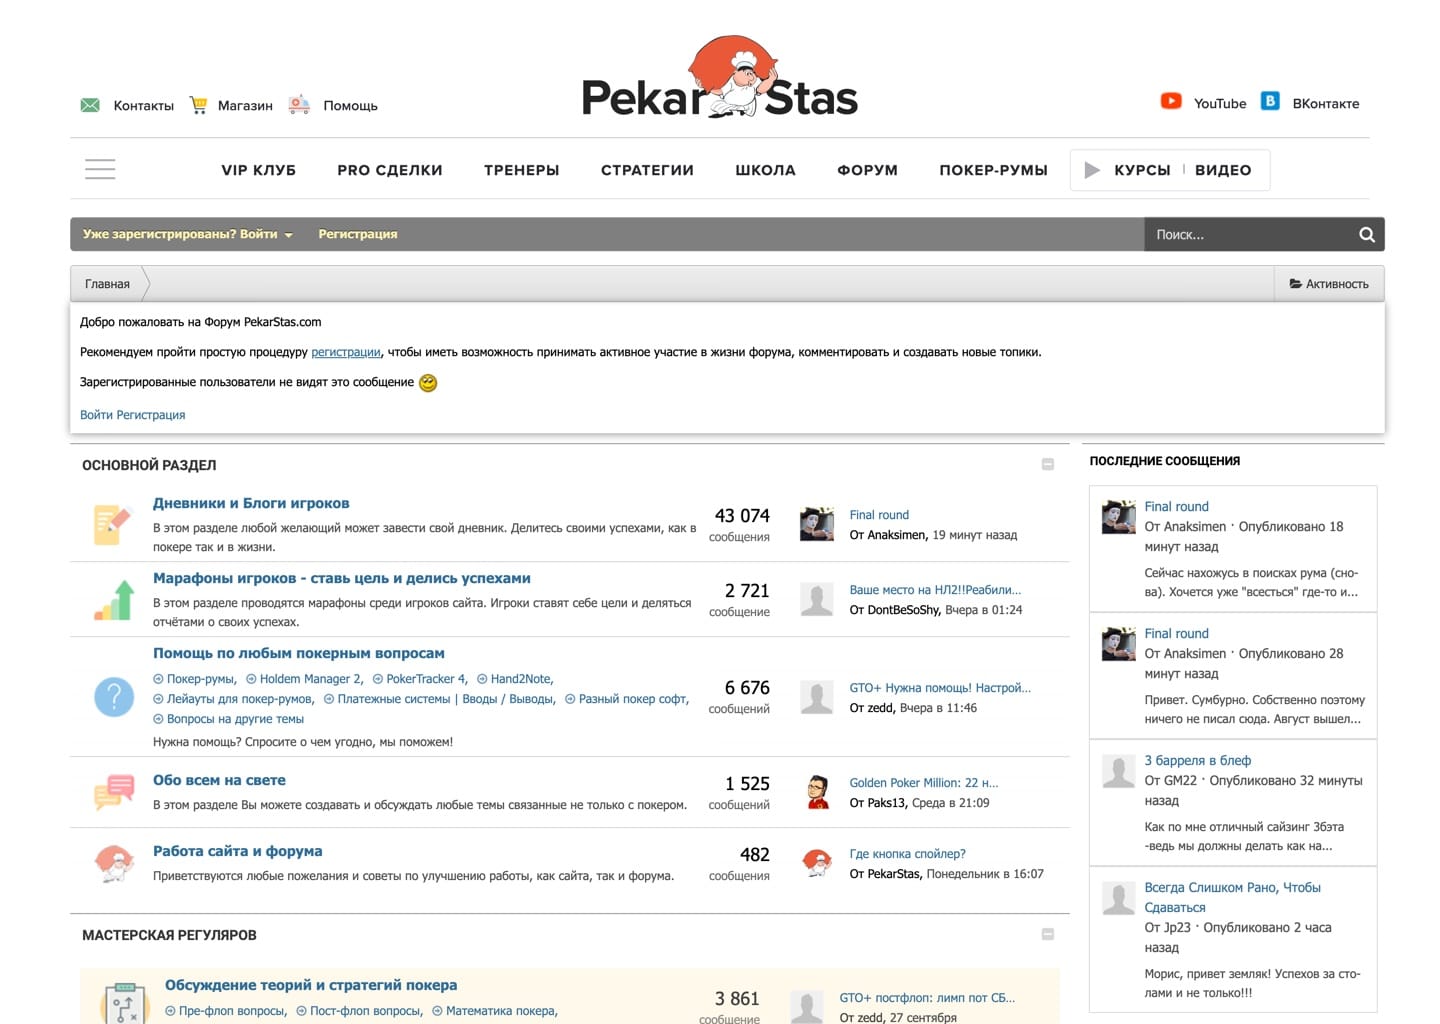 Контакты Магазин Помощь
PekarStas
YouTube ВКонтакте
VIP КЛУБ PRO СДЕЛКИ ТРЕНЕРЫ СТРАТЕГИИ ШКОЛА ФОРУМ ПОКЕР-РУМЫ КУРСЫ | ВИДЕО
Уже зарегистрированы? Войти Регистрация Поиск...
Главная Активность
Добро пожаловать на Форум PekarStas.com
Рекомендуем пройти простую процедуру регистрации, чтобы иметь возможность принимать активное участие в жизни форума, комментировать и создавать новые топики.
Зарегистрированные пользователи не видят это сообщение
Войти Регистрация
ОСНОВНОЙ РАЗДЕЛ
Дневники и Блоги игроков
В этом разделе любой желающий может завести свой дневник. Делитесь своими успехами, как в
покере так и в жизни.
43 074
сообщения
Final round
От Anaksimen, 19 минут назад
Марафоны игроков - ставь цель и делись успехами
В этом разделе проводятся марафоны среди игроков сайта. Игроки ставят себе цели и деляться
отчётами о своих успехах.
2 721
сообщение
Ваше место на НЛ2!!Реабили...
От DontBeSoShy, Вчера в 01:24
Помощь по любым покерным вопросам
Покер-румы, Holdem Manager 2, PokerTracker 4, Hand2Note,
Лейауты для покер-румов, Платежные системы | Вводы / Выводы, Разный покер софт,
Вопросы на другие темы
Нужна помощь? Спросите о чем угодно, мы поможем!
6 676
сообщений
GTO+ Нужна помощь! Настрой...
От zedd, Вчера в 11:46
Обо всем на свете
В этом разделе Вы можете создавать и обсуждать любые темы связанные не только с покером.
1 525
сообщений
Golden Poker Million: 22 н...
От Paks13, Среда в 21:09
Работа сайта и форума
Приветствуются любые пожелания и советы по улучшению работы, как сайта, так и форума.
482
сообщения
Где кнопка спойлер?
От PekarStas, Понедельник в 16:07
МАСТЕРСКАЯ РЕГУЛЯРОВ
Обсуждение теорий и стратегий покера
Пре-флоп вопросы, Пост-флоп вопросы, Математика покера,
3 861
сообщение
GTO+ постфлоп: лимп пот СБ...
От zedd, 27 сентября
ПОСЛЕДНИЕ СООБЩЕНИЯ
Final round
От Anaksimen · Опубликовано 18
минут назад
Сейчас нахожусь в поисках рума (сно-
ва). Хочется уже "всесться" где-то и...
Final round
От Anaksimen · Опубликовано 28
минут назад
Привет. Сумбурно. Собственно поэтому
ничего не писал сюда. Август вышел...
3 барреля в блеф
От GM22 · Опубликовано 32 минуты
назад
Как по мне отличный сайзинг 3бэта
-ведь мы должны делать как на...
Всегда Слишком Рано, Чтобы
Сдаваться
От Jp23 · Опубликовано 2 часа
назад
Морис, привет земляк! Успехов за сто-
лами и не только!!!